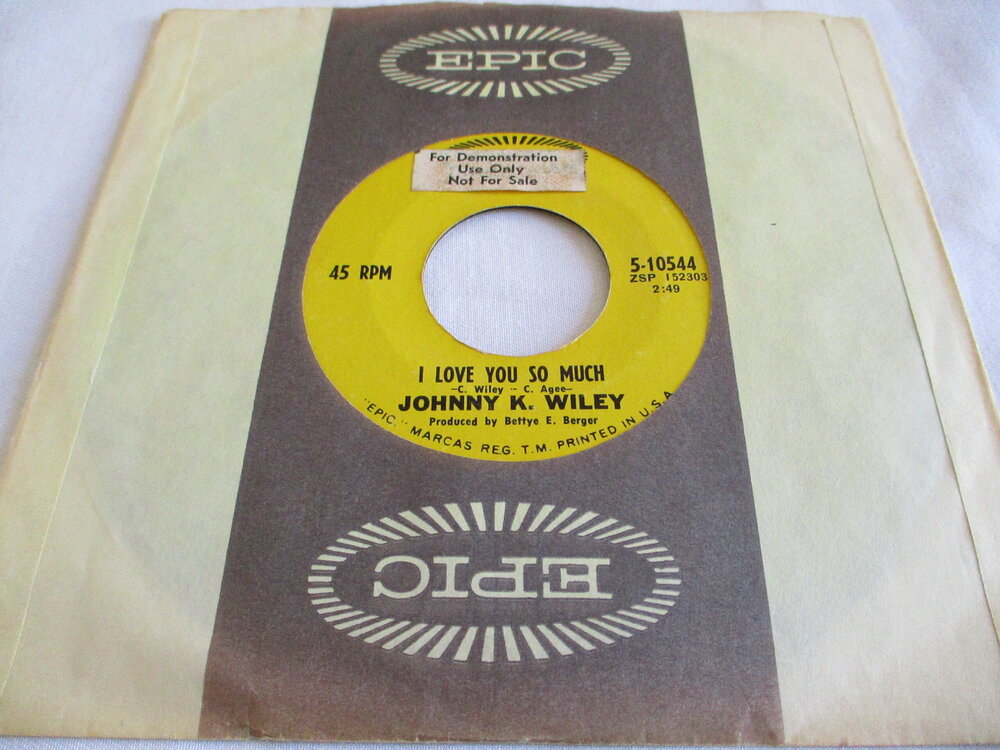 EPIC
For Demonstration
Use Only
Not For Sale
45 RPM
5-10544
ZSP 152303
2:49
I LOVE YOU SO MUCH
-C. Wiley - C. Agee-
JOHNNY K. WILEY
Produced by Bettye E. Berger
"EPIC," MARCAS REG. T.M. PRINTED IN U.S.A.
EPIC